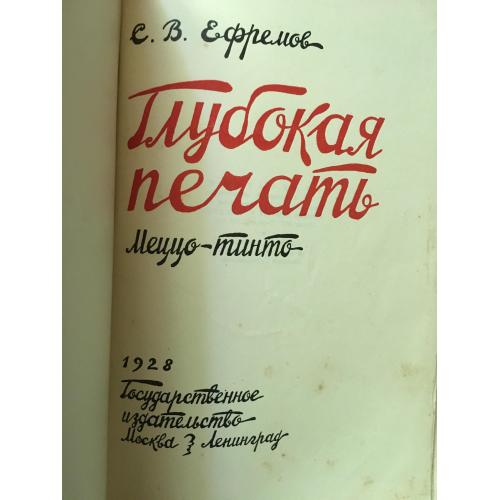 С. В. Ефремов
Глубокая
печать
Меццо-тинто
1928
Государственное
издательство
Москва Ленинград